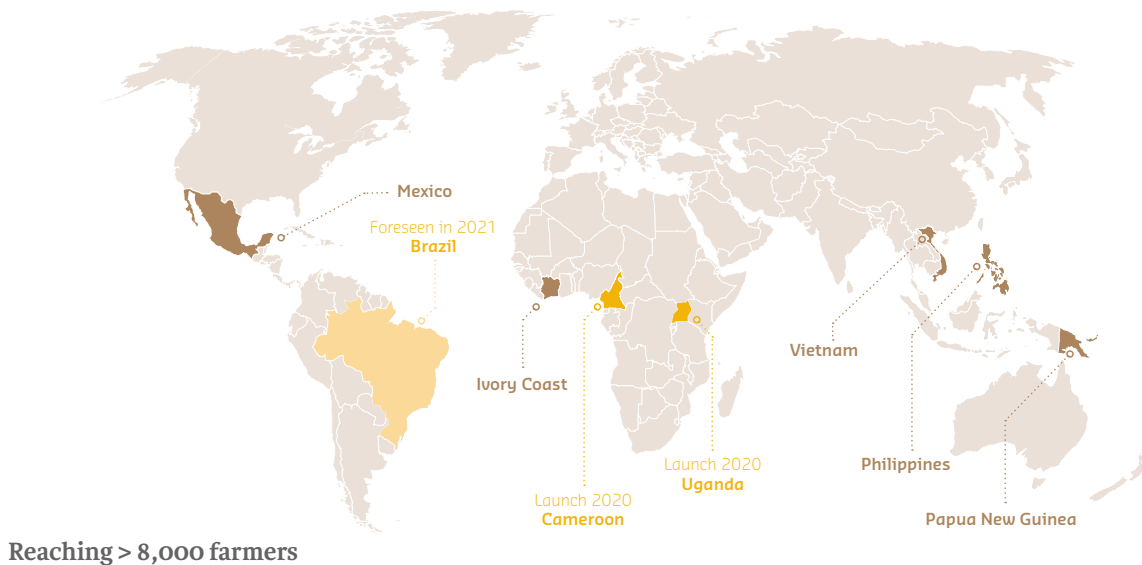 Mexico
Foreseen in 2021
Brazil
Ivory Coast
Vietnam
Launch 2020
Uganda
Philippines
Launch 2020
Cameroon
Papua New Guinea
Reaching > 8,000 farmers